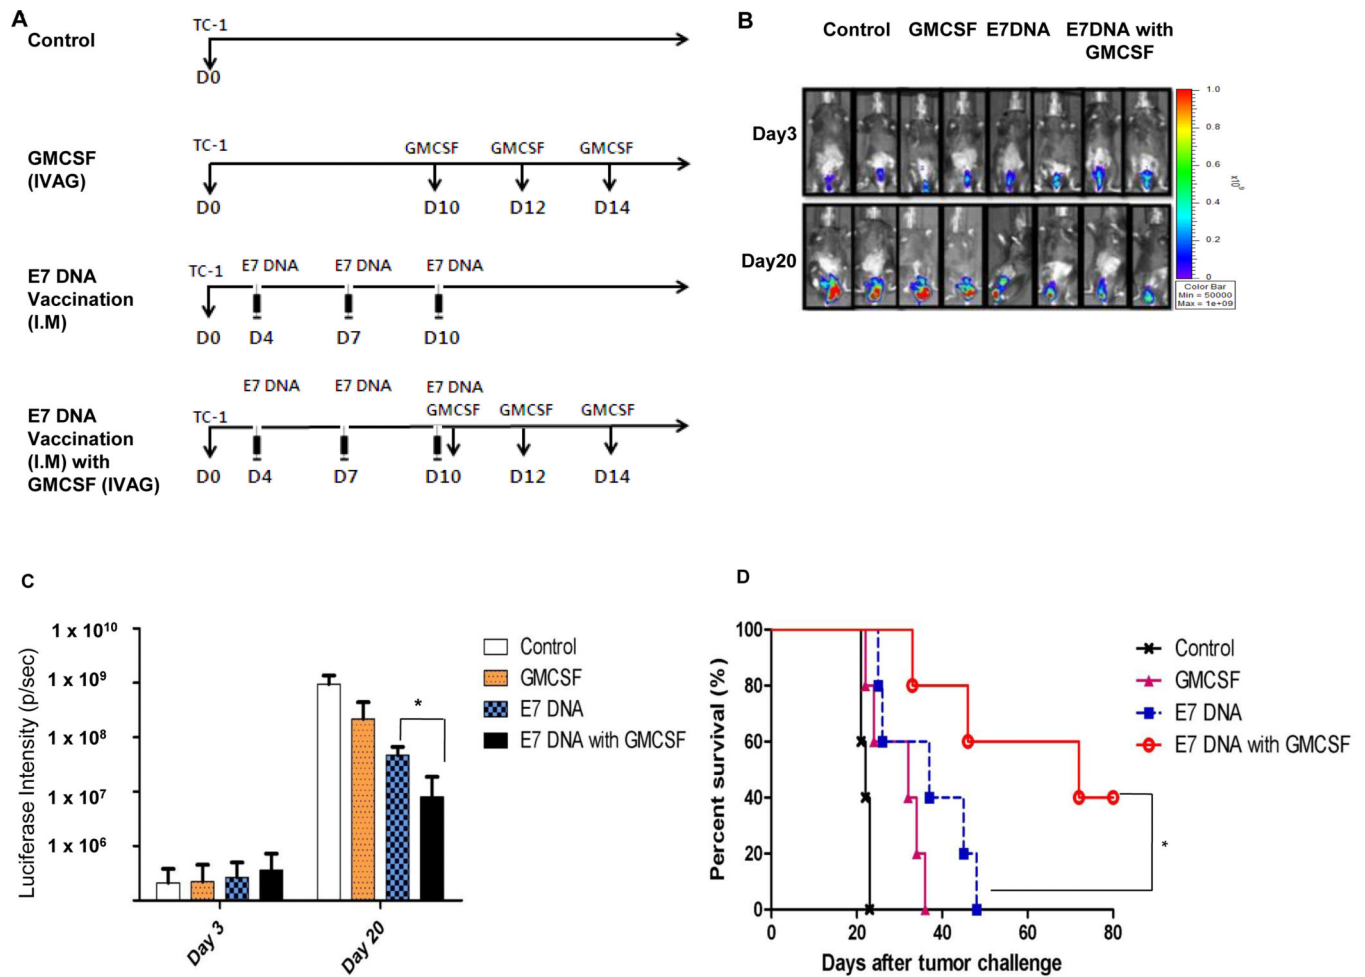 A
Control
TC-1
D0
GMCSF
(IVAG)
TC-1
GMCSF GMCSF GMCSF
D0 D10 D12 D14
E7 DNA
Vaccination
(I.M)
TC-1
E7 DNA E7 DNA E7 DNA
D0 D4 D7 D10
E7 DNA
Vaccination
(I.M) with
GMCSF (IVAG)
E7 DNA E7 DNA E7 DNA
TC-1 GMCSF GMCSF GMCSF
D0 D4 D7 D10 D12 D14
B
Control GMCSF E7DNA E7DNA with
GMCSF
Day3
Day20
1.0
0.8
0.6
0.4
0.2
0
x10⁹
Color Bar
Min = 50000
Max = 1e+09
C
Luciferase Intensity (p/sec)
1 x 10¹⁰
1 x 10⁹
1 x 10⁸
1 x 10⁷
1 x 10⁶
*
Control
GMCSF
E7 DNA
E7 DNA with GMCSF
Day 3 Day 20
D
Percent survival (%)
100
80
60
40
20
0
0 20 40 60 80
Days after tumor challenge
Control
GMCSF
E7 DNA
E7 DNA with GMCSF
*